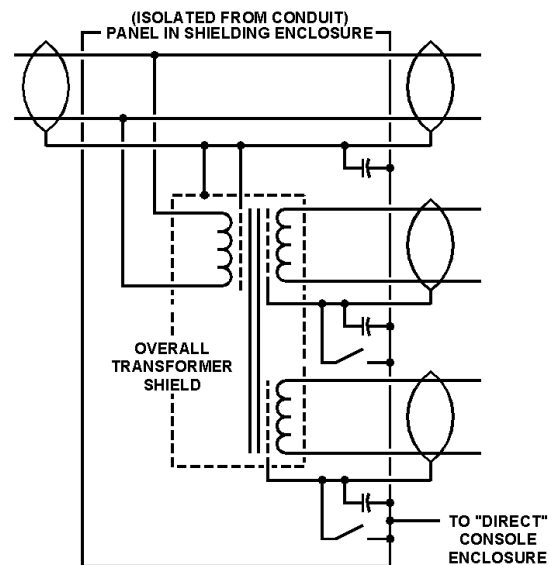 (ISOLATED FROM CONDUIT)
PANEL IN SHIELDING ENCLOSURE
OVERALL
TRANSFORMER
SHIELD
TO "DIRECT"
CONSOLE
ENCLOSURE